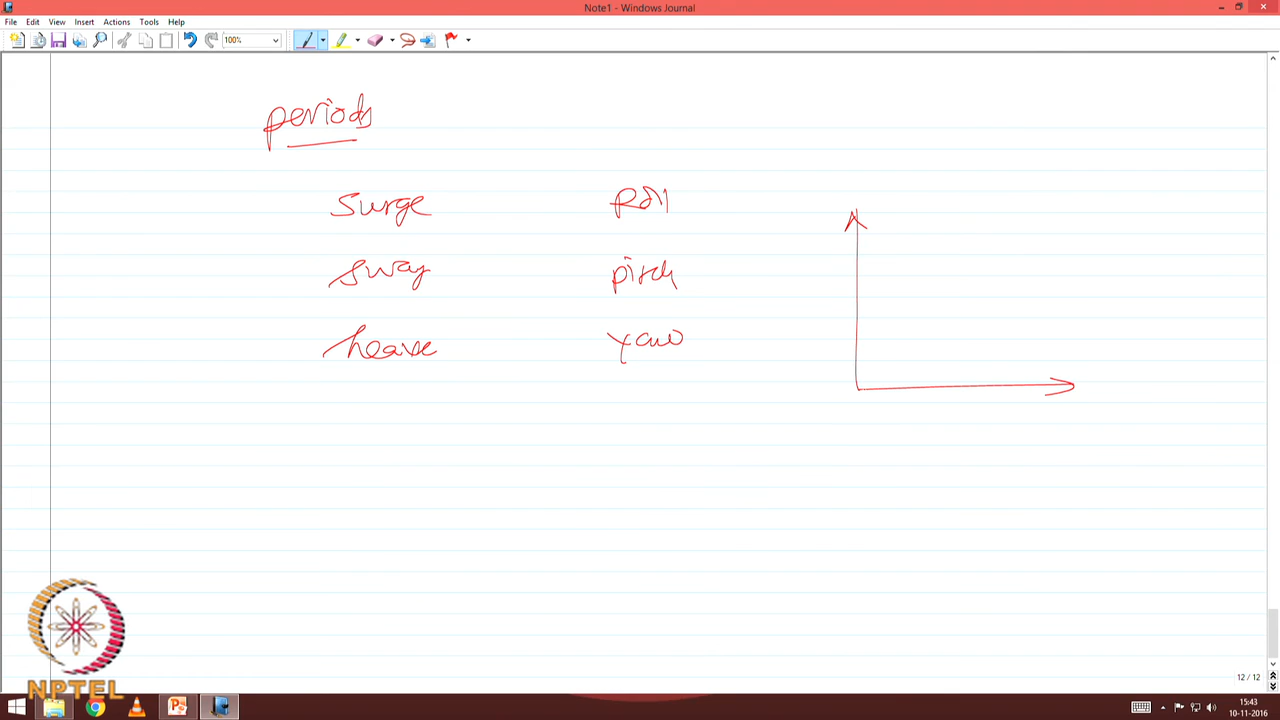 Note1 - Windows Journal
File Edit View Insert Actions Tools Help
100%
periods
surge Roll
sway pitch
heave yaw
12 / 12
NPTEL
15:43
10-11-2016